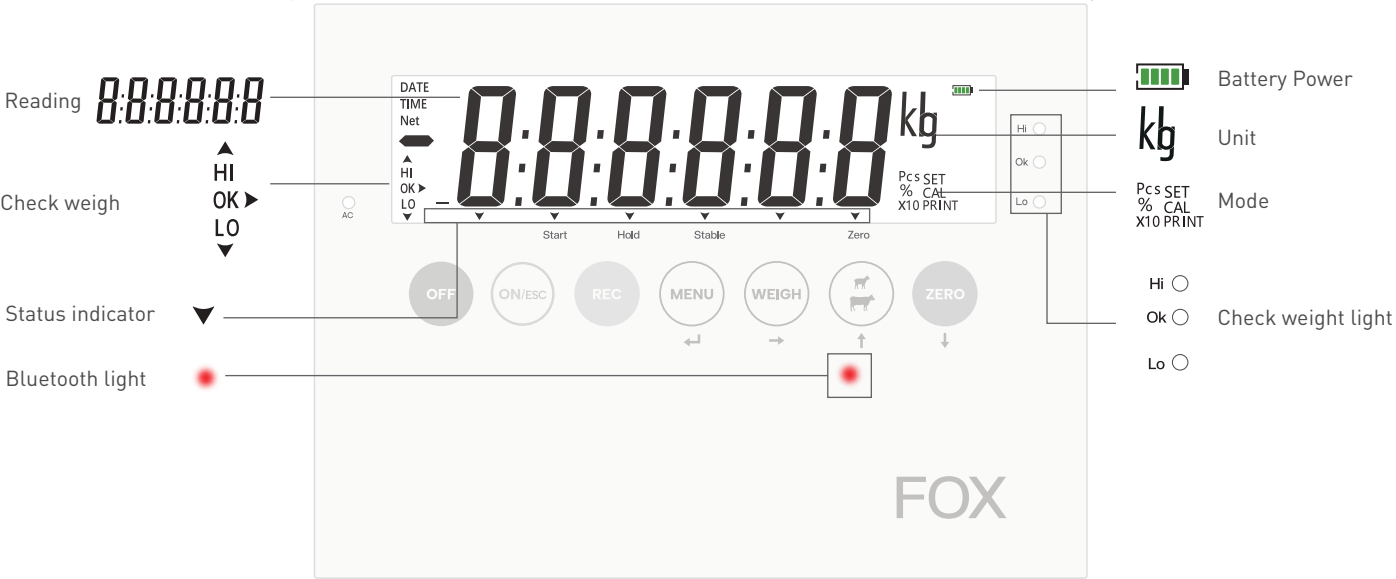 Reading 8:8:8:8:8:8
Check weigh
HI
OK
LO
Status indicator
Bluetooth light
AC
DATE
TIME
Net
HI
OK
LO
8:8:8:8:8:8
kg
Pcs SET
% CAL
X10 PRINT
Start Hold Stable Zero
Hi
Ok
Lo
OFF ON/ESC REC MENU WEIGH ZERO
FOX
Battery Power
kg Unit
Pcs SET
% CAL
X10 PRINT
Mode
Hi
Ok
Lo
Check weight light